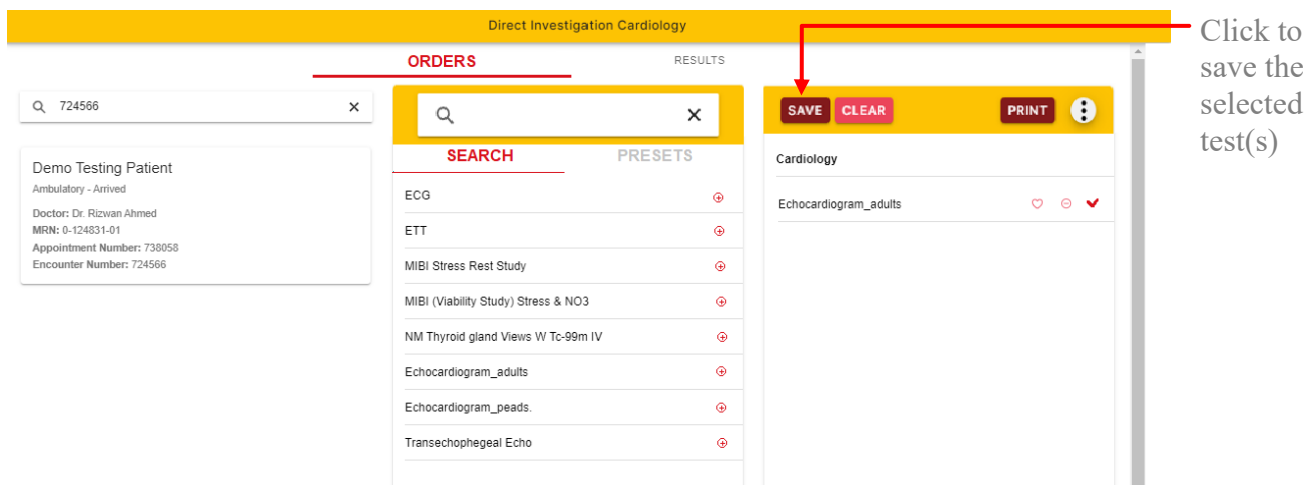 Direct Investigation Cardiology
ORDERS
RESULTS
724566
Demo Testing Patient
Ambulatory - Arrived
Doctor: Dr. Rizwan Ahmed
MRN: 0-124831-01
Appointment Number: 738058
Encounter Number: 724566
SEARCH
PRESETS
ECG
ETT
MIBI Stress Rest Study
MIBI (Viability Study) Stress & NO3
NM Thyroid gland Views W Tc-99m IV
Echocardiogram_adults
Echocardiogram_peads.
Transechophegeal Echo
SAVE
CLEAR
PRINT
Cardiology
Echocardiogram_adults
Click to
save the
selected
test(s)